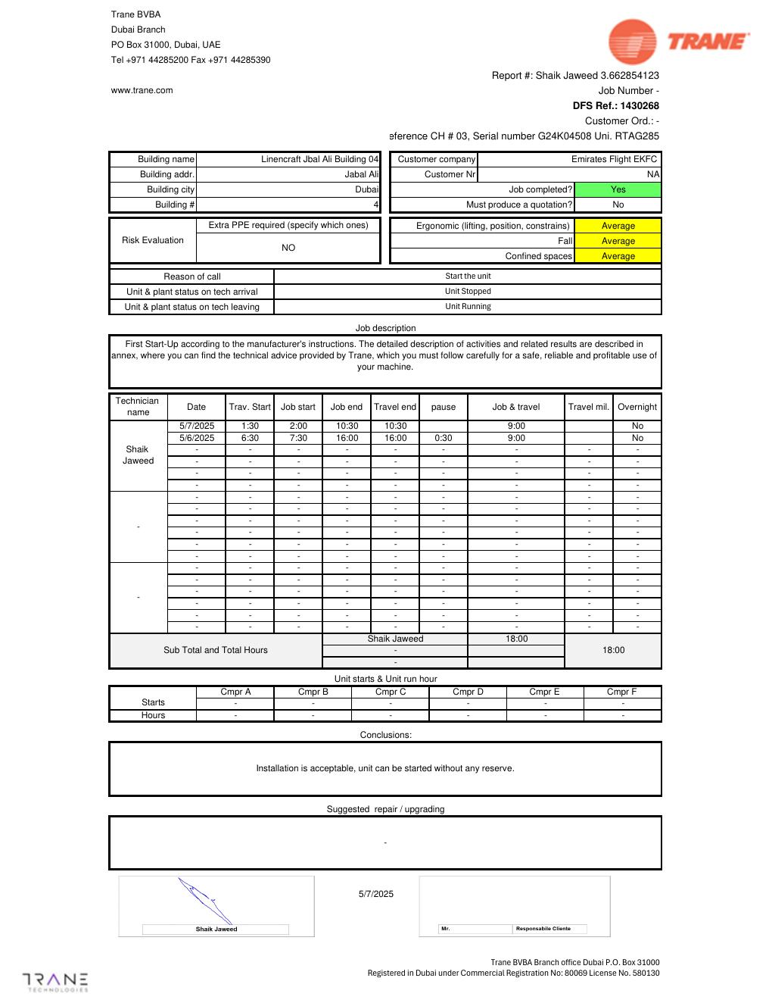 Trane BVBA
Dubai Branch
PO Box 31000, Dubai, UAE
Tel +971 44285200 Fax +971 44285390
TRANE
Report #: Shaik Jaweed 3.662854123
www.trane.com
Job Number -
DFS Ref.: 1430268
Customer Ord.: -
eference CH # 03, Serial number G24K04508 Uni. RTAG285
Building name Linencraft Jbal Ali Building 04 Customer company Emirates Flight EKFC
Building addr. Jabal Ali Customer Nr NA
Building city Dubai Job completed? Yes
Building # 4 Must produce a quotation? No
Risk Evaluation Extra PPE required (specify which ones) Ergonomic (lifting, position, constrains) Average
NO Fall Average
Confined spaces Average
Reason of call Start the unit
Unit & plant status on tech arrival Unit Stopped
Unit & plant status on tech leaving Unit Running
Job description
First Start-Up according to the manufacturer's instructions. The detailed description of activities and related results are described in
annex, where you can find the technical advice provided by Trane, which you must follow carefully for a safe, reliable and profitable use of
your machine.
Technician name Date Trav. Start Job start Job end Travel end pause Job & travel Travel mil. Overnight
Shaik Jaweed
5/7/2025 1:30 2:00 10:30 10:30 9:00 No
5/6/2025 6:30 7:30 16:00 16:00 0:30 9:00 No
- - - - - - - - -
- - - - - - - - -
- - - - - - - - -
- - - - - - - - -
-
- - - - - - - - -
- - - - - - - - -
- - - - - - - - -
- - - - - - - - -
- - - - - - - - -
- - - - - - - - -
-
- - - - - - - - -
- - - - - - - - -
- - - - - - - - -
- - - - - - - - -
- - - - - - - - -
- - - - - - - - -
Sub Total and Total Hours Shaik Jaweed 18:00 18:00
-
-
Unit starts & Unit run hour
Cmpr A Cmpr B Cmpr C Cmpr D Cmpr E Cmpr F
Starts - - - - - -
Hours - - - - - -
Conclusions:
Installation is acceptable, unit can be started without any reserve.
Suggested repair / upgrading
-
5/7/2025
Shaik Jaweed
Mr. Responsabile Cliente
Trane BVBA Branch office Dubai P.O. Box 31000
Registered in Dubai under Commercial Registration No: 80069 License No. 580130
TRANE
TECHNOLOGIES